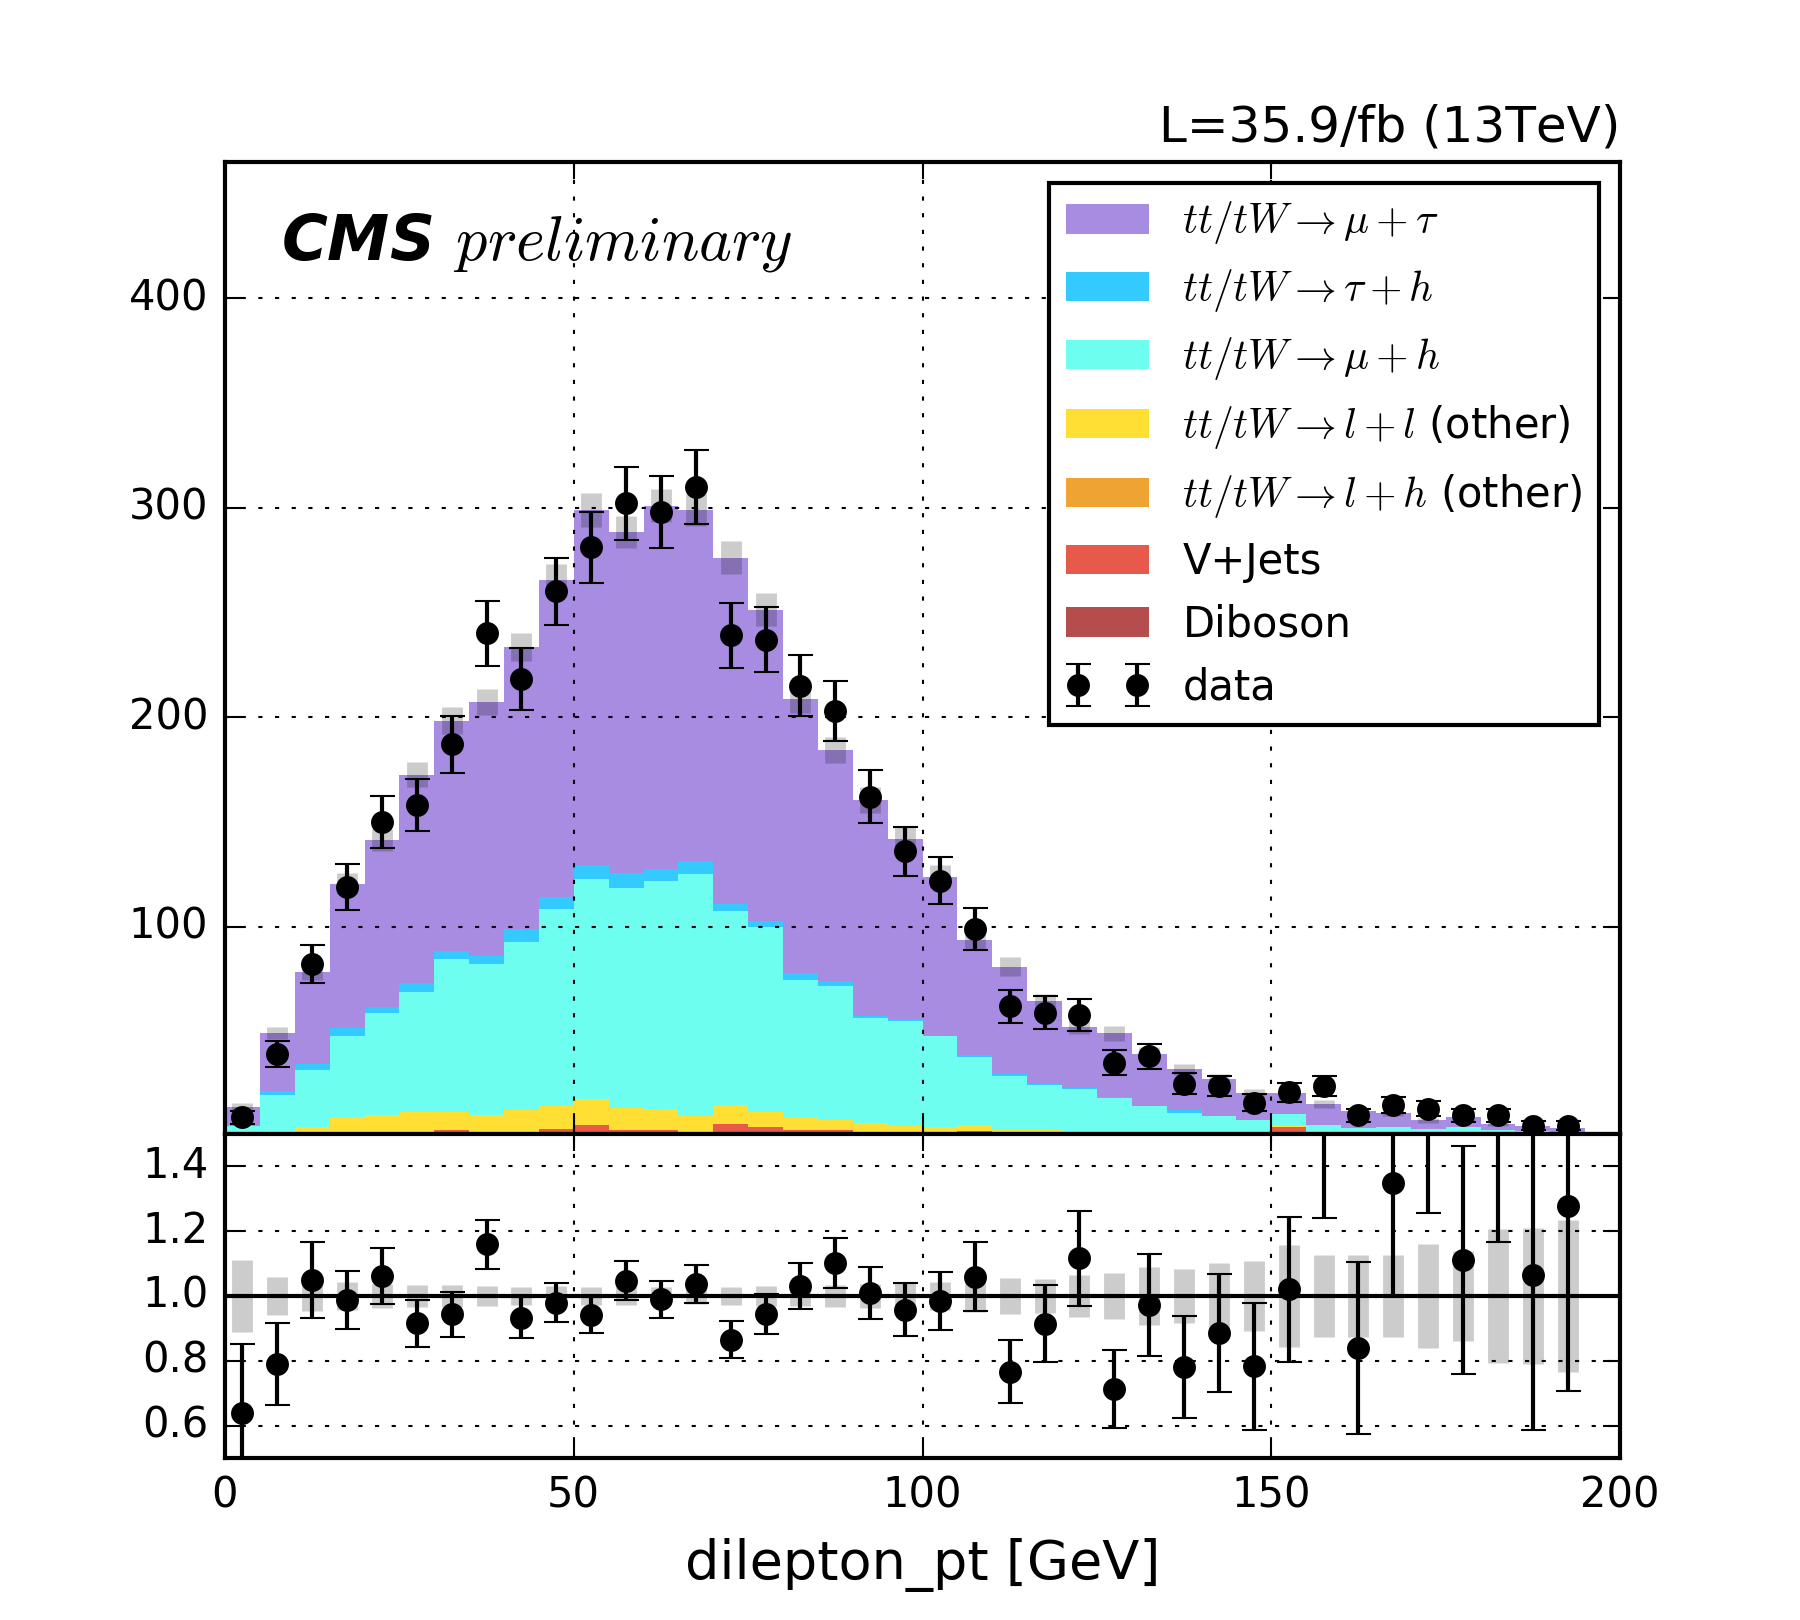 L=35.9/fb (13TeV)
CMS preliminary
tt/tW→μ+τ
tt/tW→τ+h
tt/tW→μ+h
tt/tW→l+l (other)
tt/tW→l+h (other)
V+Jets
Diboson
data
400
300
200
100
1.4
1.2
1.0
0.8
0.6
0 50 100 150 200
dilepton_pt [GeV]